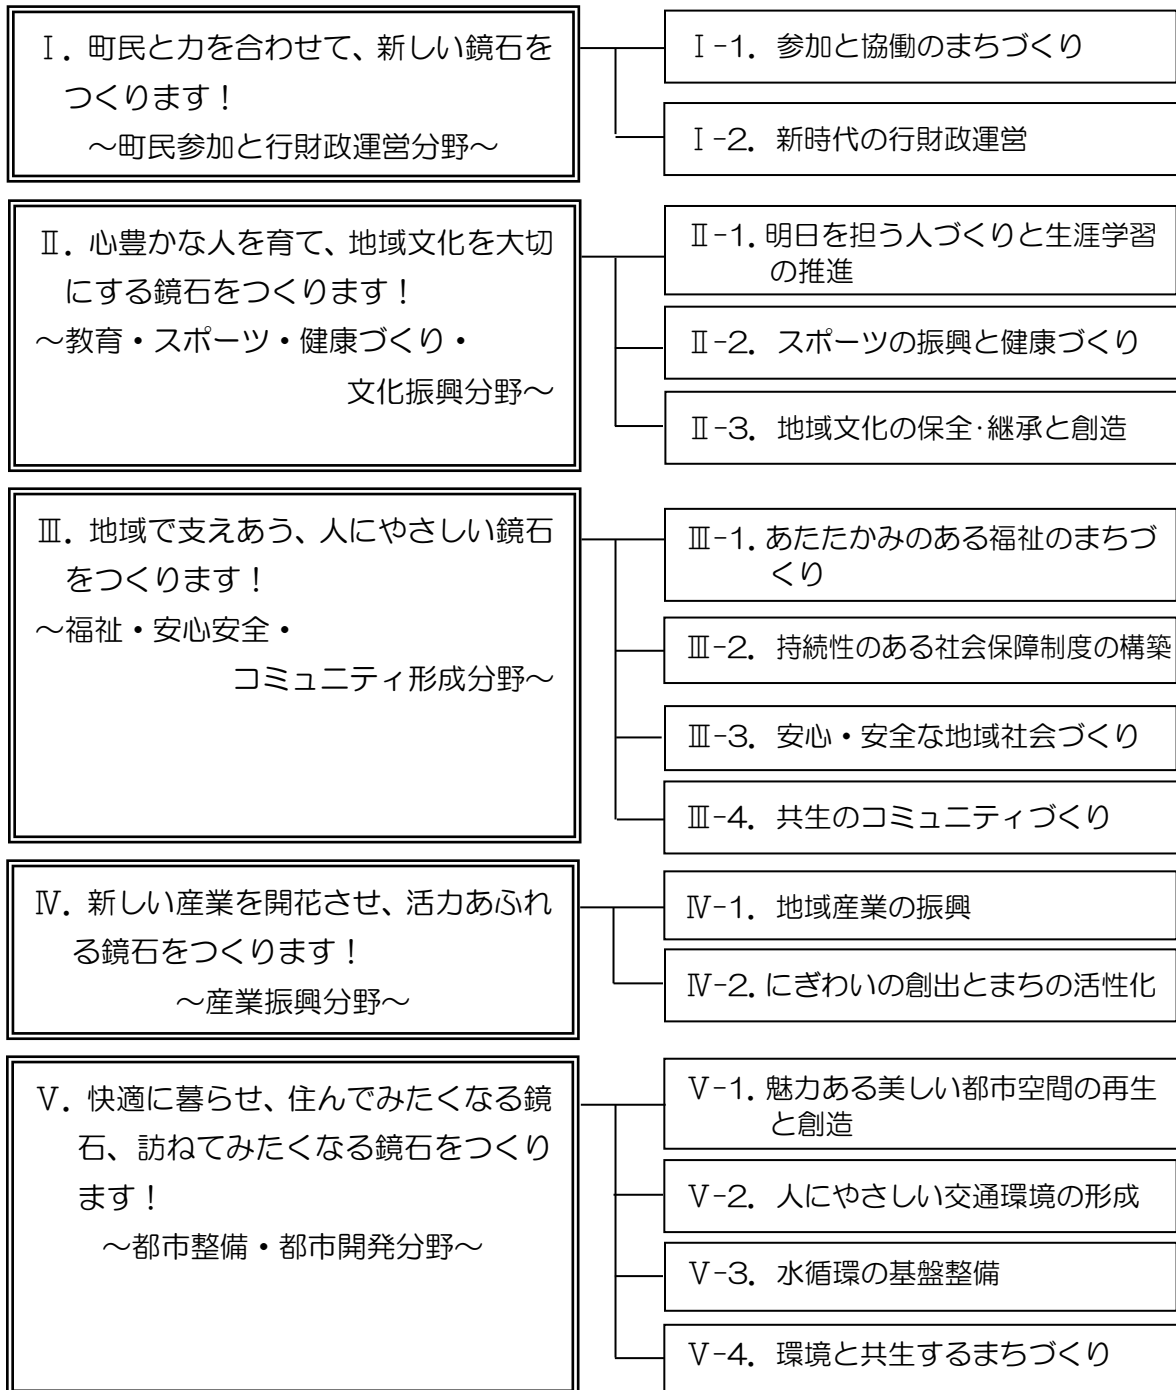 Ⅰ．町民と力を合わせて、新しい鏡石を
つくります！
～町民参加と行財政運営分野～
Ⅰ-1．参加と協働のまちづくり
Ⅰ-2．新時代の行財政運営
Ⅱ．心豊かな人を育て、地域文化を大切
にする鏡石をつくります！
～教育・スポーツ・健康づくり・
文化振興分野～
Ⅱ-1．明日を担う人づくりと生涯学習
の推進
Ⅱ-2．スポーツの振興と健康づくり
Ⅱ-3．地域文化の保全･継承と創造
Ⅲ．地域で支えあう、人にやさしい鏡石
をつくります！
～福祉・安心安全・
コミュニティ形成分野～
Ⅲ-1．あたたかみのある福祉のまちづ
くり
Ⅲ-2．持続性のある社会保障制度の構築
Ⅲ-3．安心・安全な地域社会づくり
Ⅲ-4．共生のコミュニティづくり
Ⅳ．新しい産業を開花させ、活力あふれ
る鏡石をつくります！
～産業振興分野～
Ⅳ-1．地域産業の振興
Ⅳ-2．にぎわいの創出とまちの活性化
Ⅴ．快適に暮らせ、住んでみたくなる鏡
石、訪ねてみたくなる鏡石をつくり
ます！
～都市整備・都市開発分野～
Ⅴ-1．魅力ある美しい都市空間の再生
と創造
Ⅴ-2．人にやさしい交通環境の形成
Ⅴ-3．水循環の基盤整備
Ⅴ-4．環境と共生するまちづくり